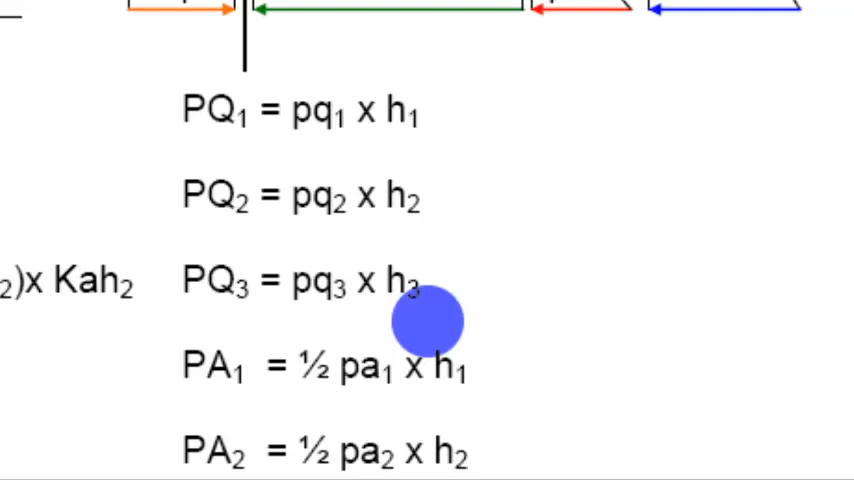 PQ₁ = pq₁ x h₁
PQ₂ = pq₂ x h₂
₂)x Kah₂ PQ₃ = pq₃ x h₃
PA₁ = ½ pa₁ x h₁
PA₂ = ½ pa₂ x h₂